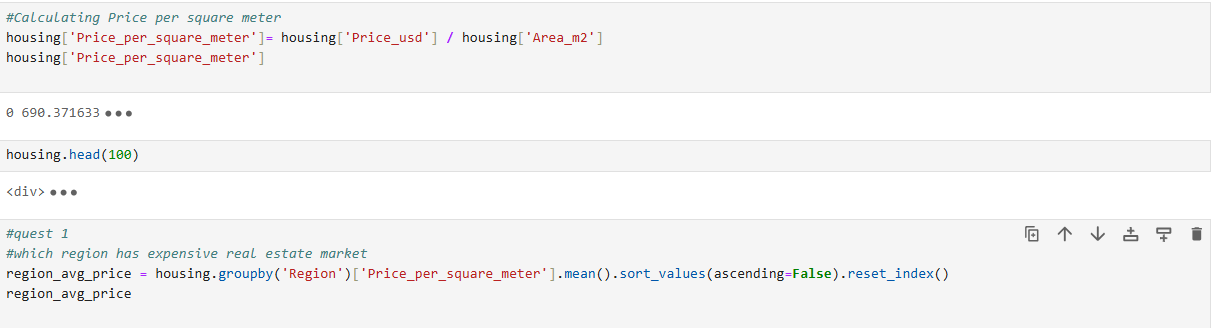 #Calculating Price per square meter
housing['Price_per_square_meter']= housing['Price_usd'] / housing['Area_m2']
housing['Price_per_square_meter']
0 690.371633 •••
housing.head(100)
<div> •••
#quest 1
#which region has expensive real estate market
region_avg_price = housing.groupby('Region')['Price_per_square_meter'].mean().sort_values(ascending=False).reset_index()
region_avg_price